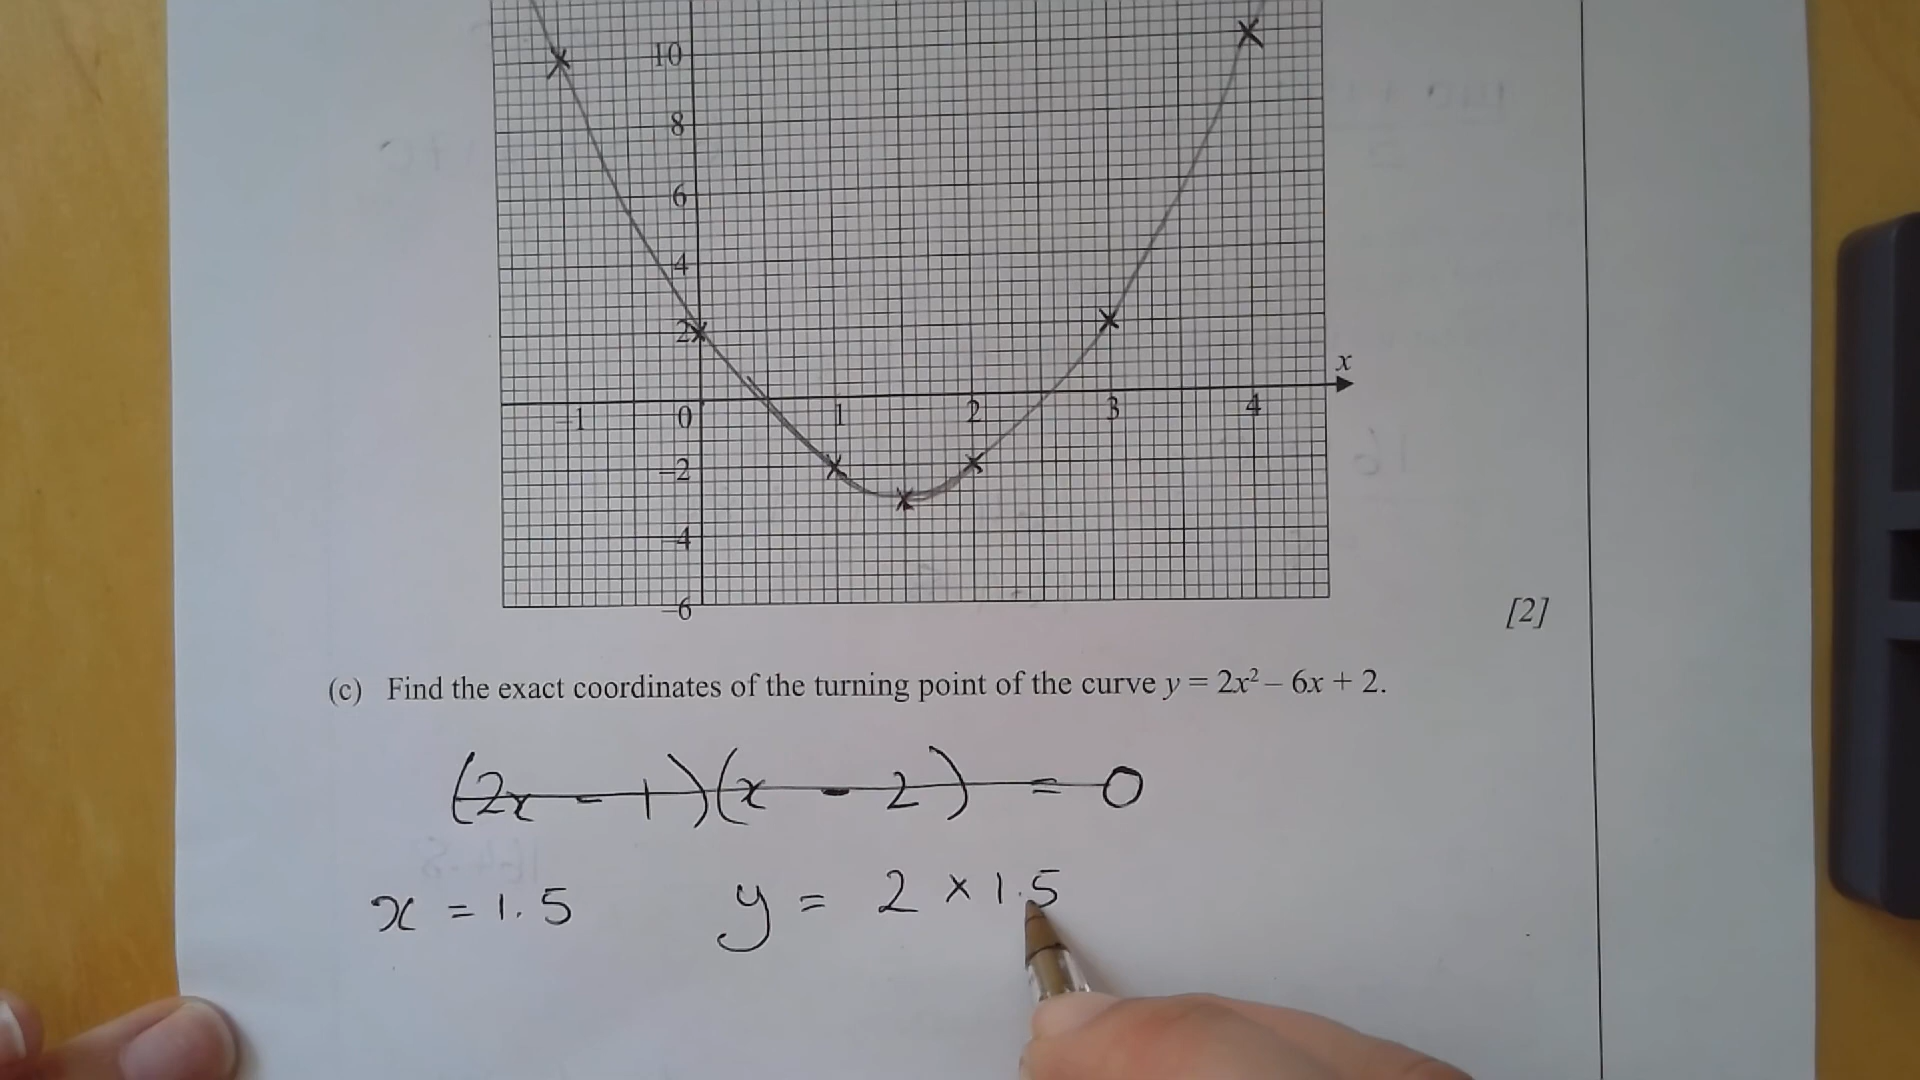 10
8
6
4
2
x
-1 0 1 2 3 4
-2
-4
-6
[2]
(c) Find the exact coordinates of the turning point of the curve y = 2x² – 6x + 2.
(2x - 1)(x - 2) = 0
x = 1.5 y = 2 × 1.5